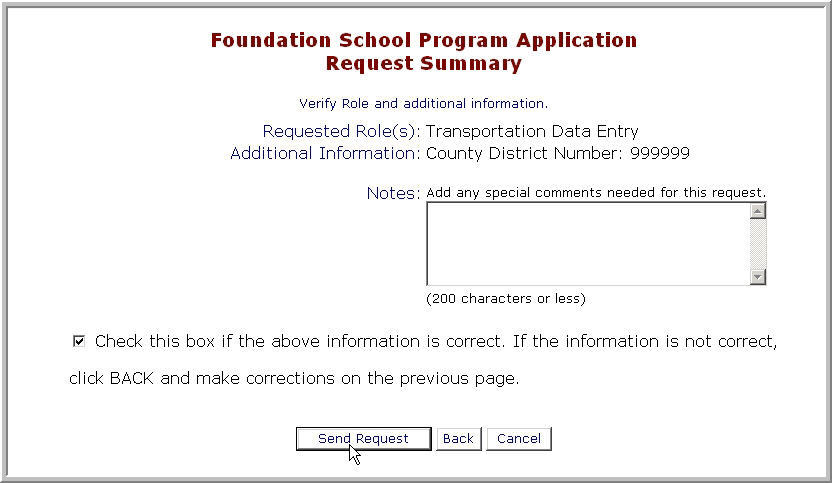 Foundation School Program Application
Request Summary
Verify Role and additional information.
Requested Role(s): Transportation Data Entry
Additional Information: County District Number: 999999
Notes: Add any special comments needed for this request.
(200 characters or less)
Check this box if the above information is correct. If the information is not correct,
click BACK and make corrections on the previous page.
Send Request Back Cancel